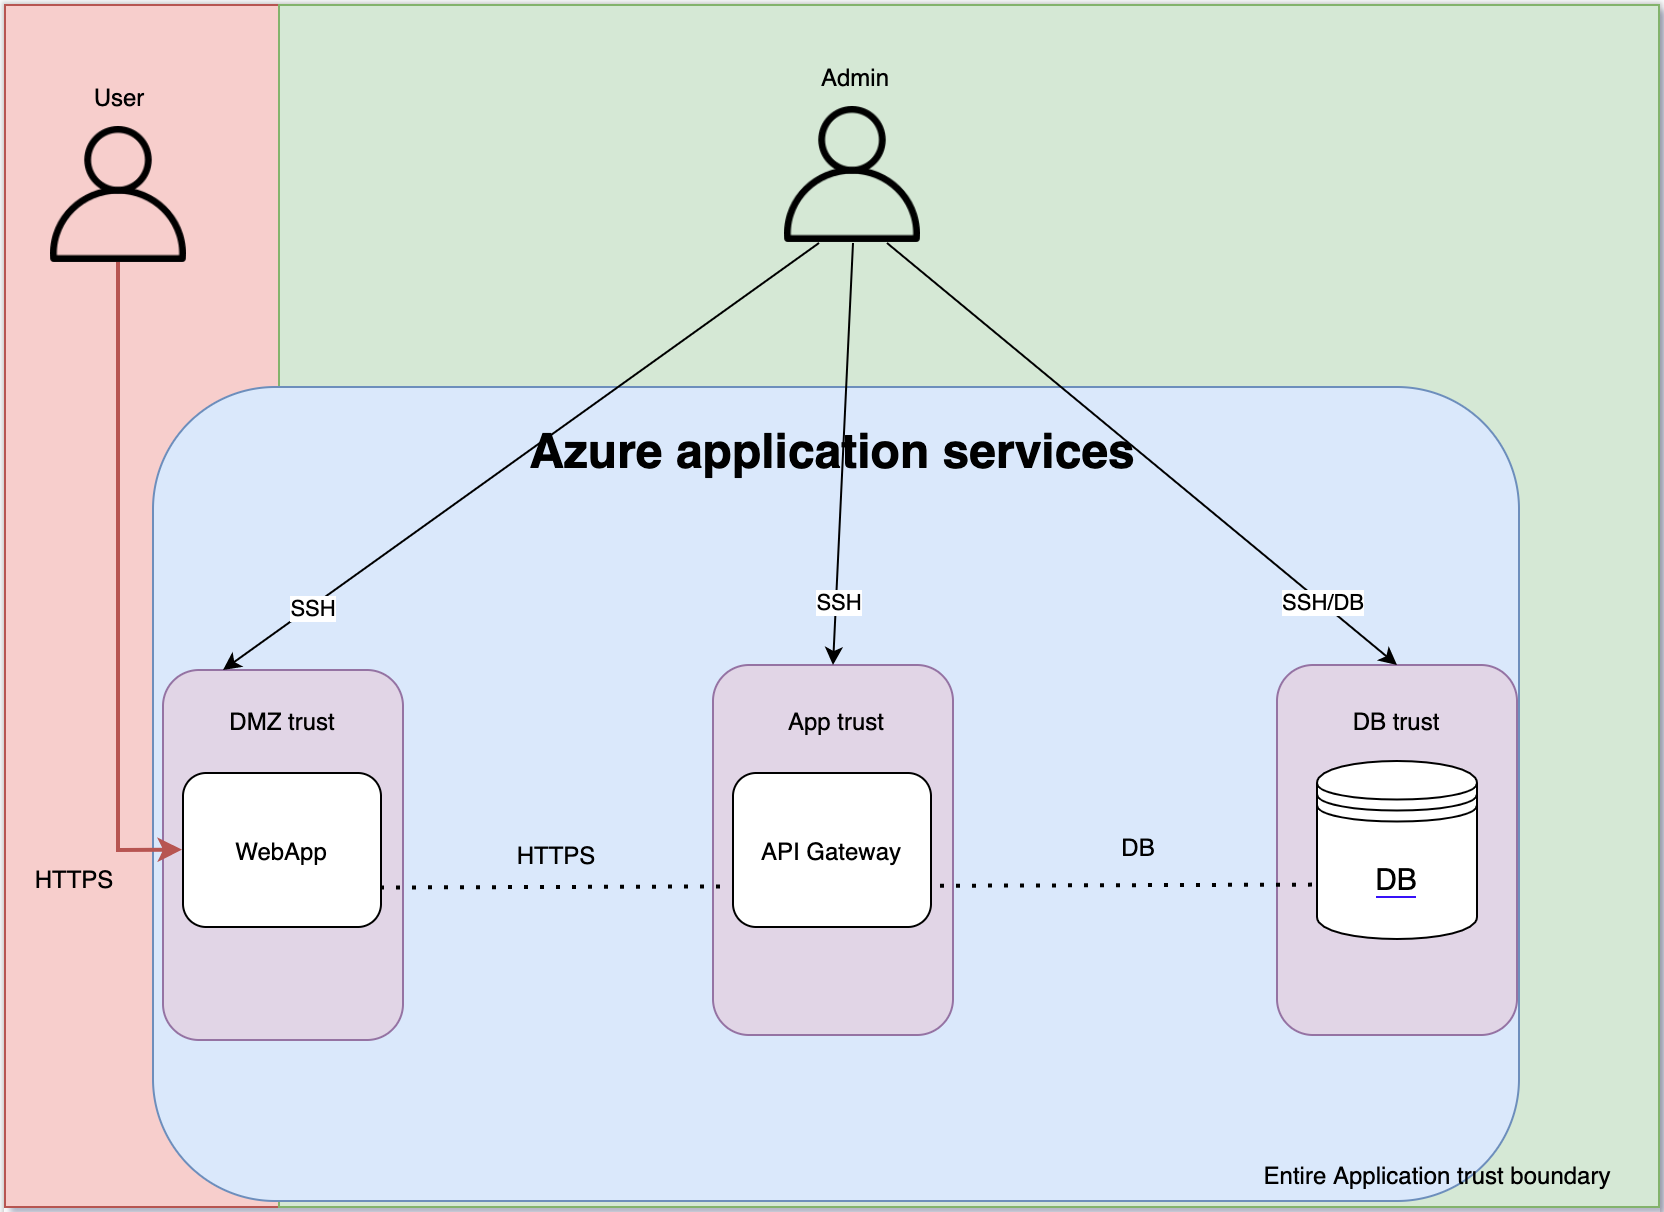 User
Admin
Azure application services
SSH
SSH
SSH/DB
DMZ trust
App trust
DB trust
WebApp
HTTPS
API Gateway
DB
DB
HTTPS
Entire Application trust boundary